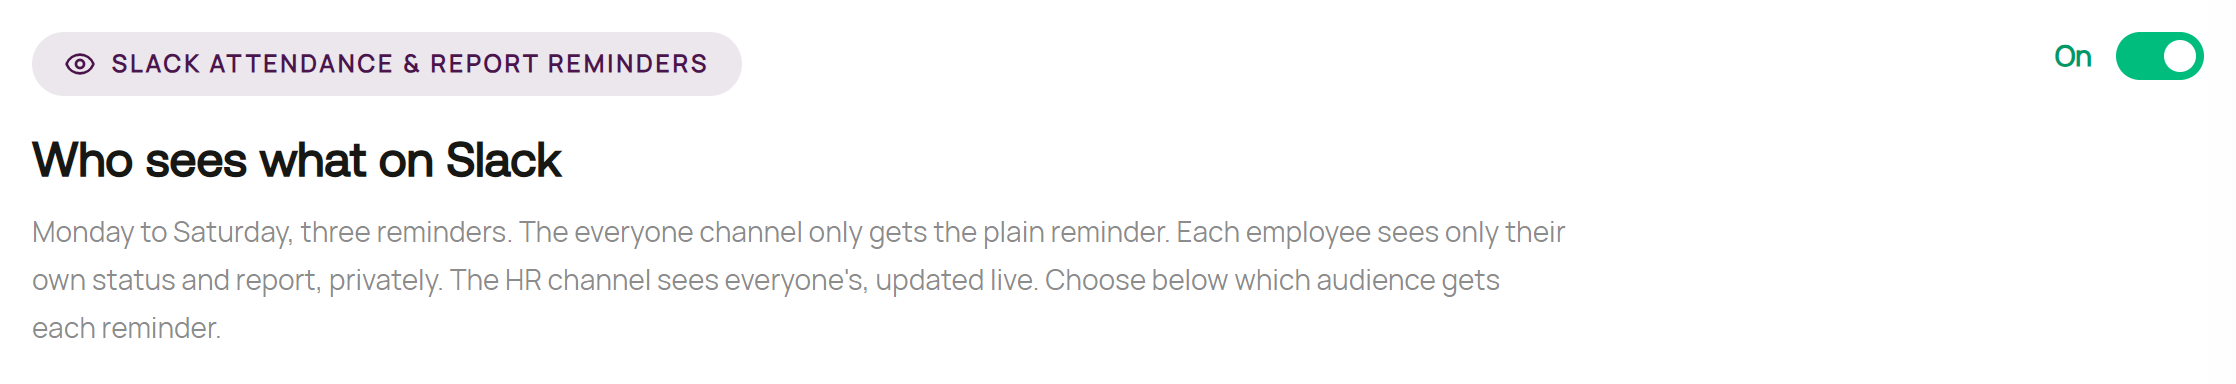 SLACK ATTENDANCE & REPORT REMINDERS
On
Who sees what on Slack
Monday to Saturday, three reminders. The everyone channel only gets the plain reminder. Each employee sees only their
own status and report, privately. The HR channel sees everyone's, updated live. Choose below which audience gets
each reminder.